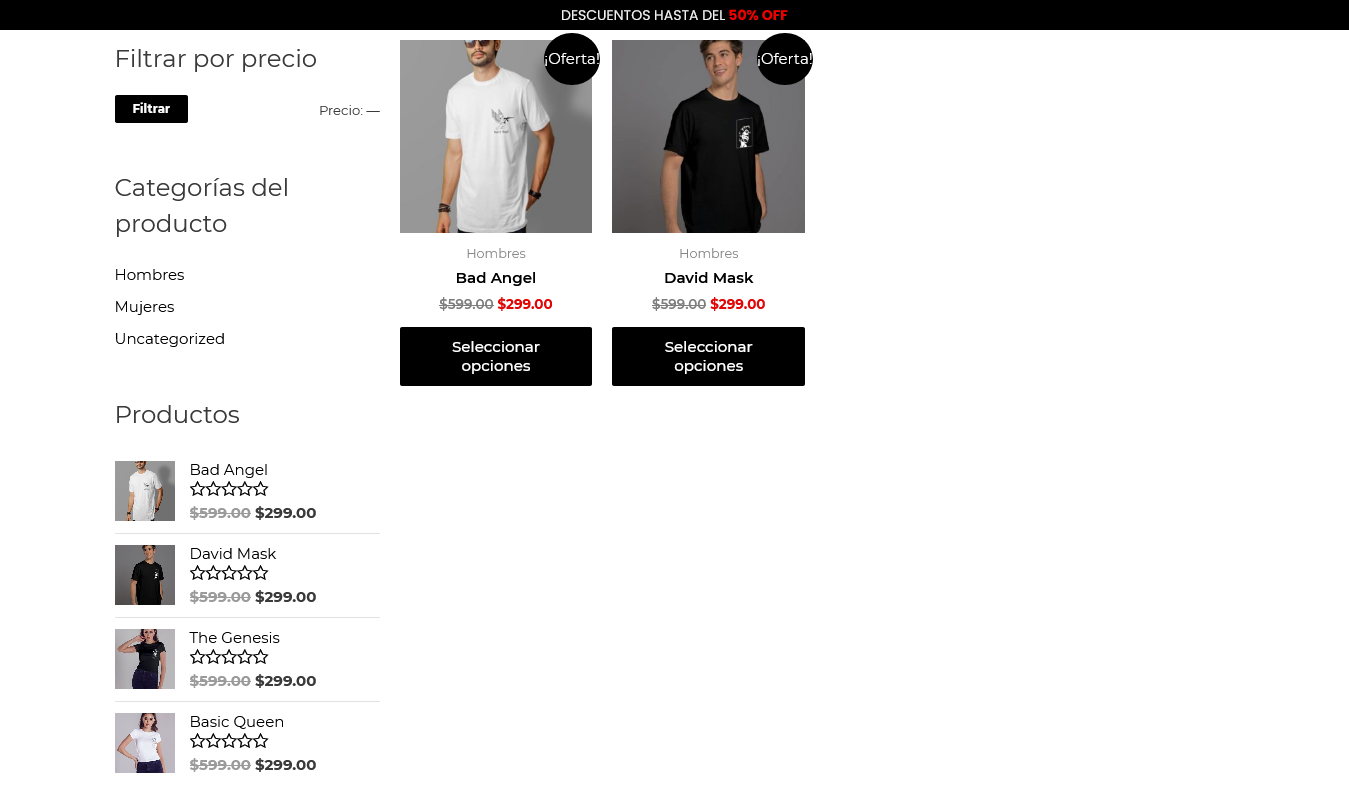 DESCUENTOS HASTA DEL 50% OFF
Filtrar por precio
Filtrar
Precio: —
Categorías del
producto
Hombres
Mujeres
Uncategorized
Productos
Bad Angel
$599.00 $299.00
David Mask
$599.00 $299.00
The Genesis
$599.00 $299.00
Basic Queen
$599.00 $299.00
¡Oferta!
Hombres
Bad Angel
$599.00 $299.00
Seleccionar
opciones
¡Oferta!
Hombres
David Mask
$599.00 $299.00
Seleccionar
opciones